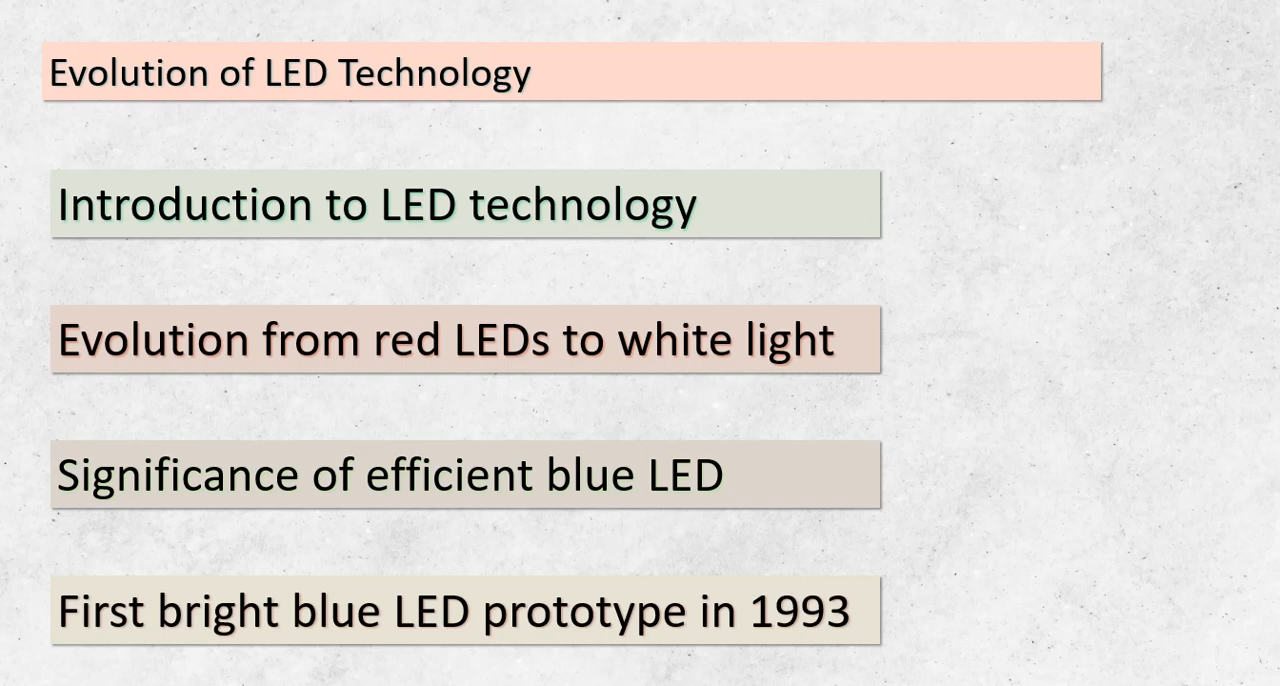 Evolution of LED Technology
Introduction to LED technology
Evolution from red LEDs to white light
Significance of efficient blue LED
First bright blue LED prototype in 1993